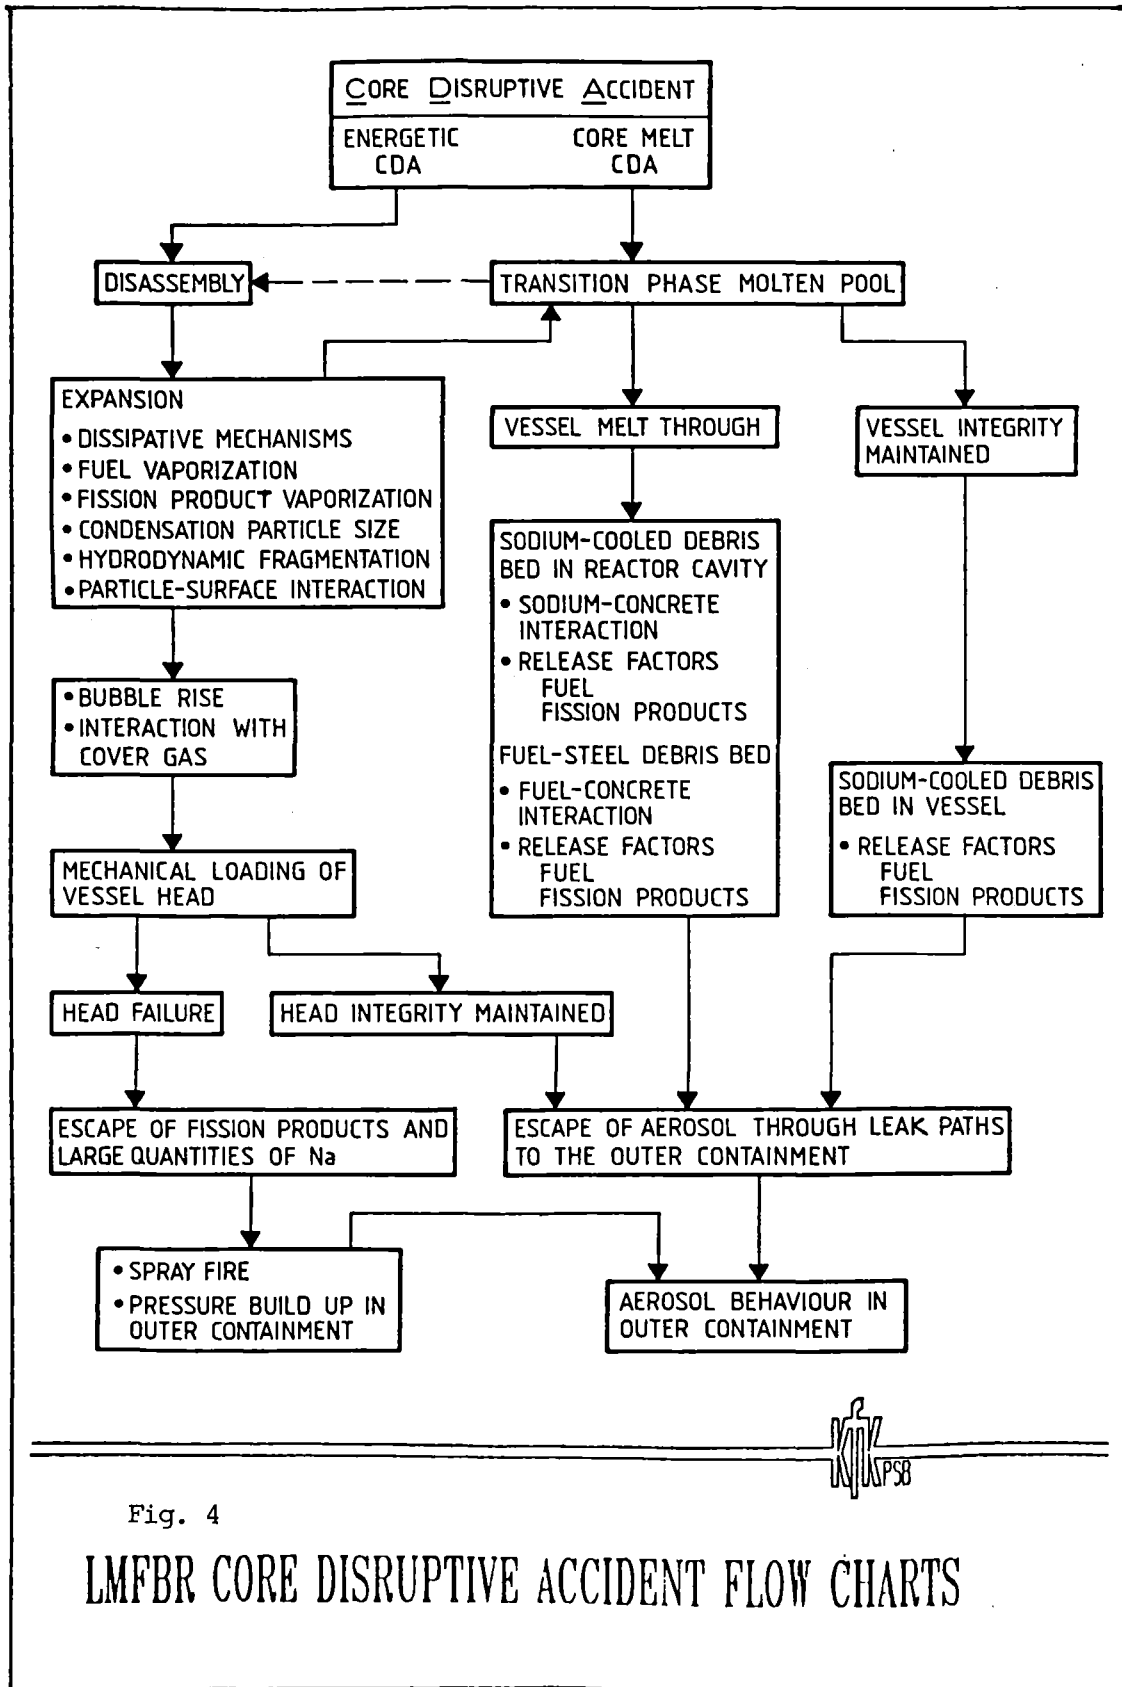 CORE DISRUPTIVE ACCIDENT
ENERGETIC
CDA
CORE MELT
CDA
DISASSEMBLY
TRANSITION PHASE MOLTEN POOL
EXPANSION
• DISSIPATIVE MECHANISMS
• FUEL VAPORIZATION
• FISSION PRODUCT VAPORIZATION
• CONDENSATION PARTICLE SIZE
• HYDRODYNAMIC FRAGMENTATION
• PARTICLE-SURFACE INTERACTION
VESSEL MELT THROUGH
VESSEL INTEGRITY
MAINTAINED
SODIUM-COOLED DEBRIS
BED IN REACTOR CAVITY
• SODIUM-CONCRETE
INTERACTION
• RELEASE FACTORS
FUEL
FISSION PRODUCTS
FUEL-STEEL DEBRIS BED
• FUEL-CONCRETE
INTERACTION
• RELEASE FACTORS
FUEL
FISSION PRODUCTS
• BUBBLE RISE
• INTERACTION WITH
COVER GAS
SODIUM-COOLED DEBRIS
BED IN VESSEL
• RELEASE FACTORS
FUEL
FISSION PRODUCTS
MECHANICAL LOADING OF
VESSEL HEAD
HEAD FAILURE
HEAD INTEGRITY MAINTAINED
ESCAPE OF FISSION PRODUCTS AND
LARGE QUANTITIES OF Na
ESCAPE OF AEROSOL THROUGH LEAK PATHS
TO THE OUTER CONTAINMENT
• SPRAY FIRE
• PRESSURE BUILD UP IN
OUTER CONTAINMENT
AEROSOL BEHAVIOUR IN
OUTER CONTAINMENT
KfK PSB
Fig. 4
LMFBR CORE DISRUPTIVE ACCIDENT FLOW CHARTS